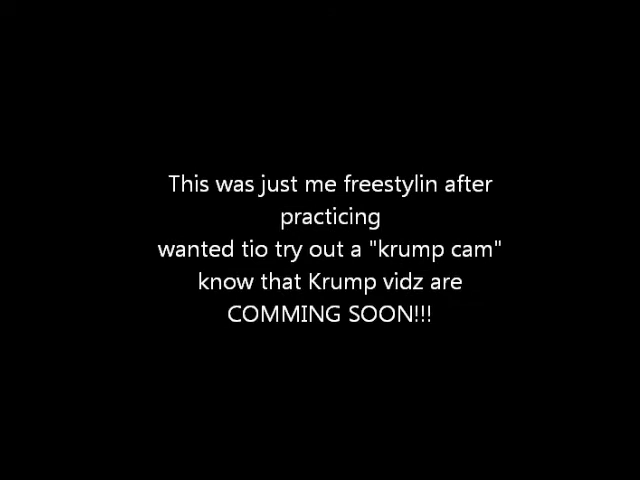 This was just me freestylin after
practicing
wanted tio try out a "krump cam"
know that Krump vidz are
COMMING SOON!!!